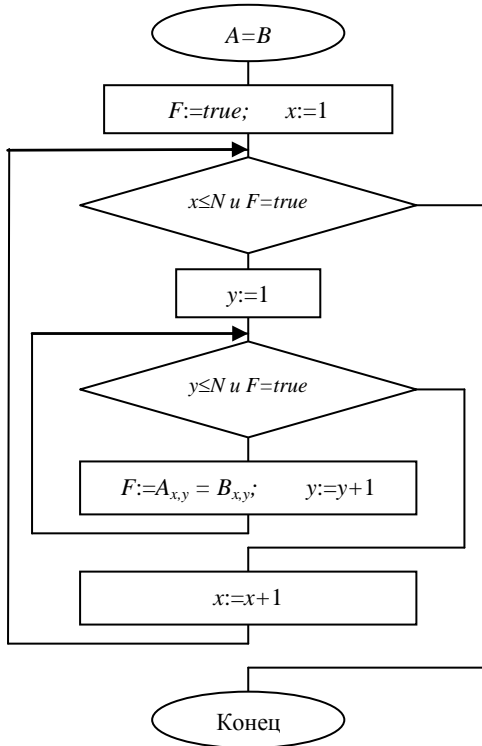 A=B
F:=true; x:=1
x≤N и F=true
y:=1
y≤N и F=true
F:=Ax,y = Bx,y; y:=y+1
x:=x+1
Конец